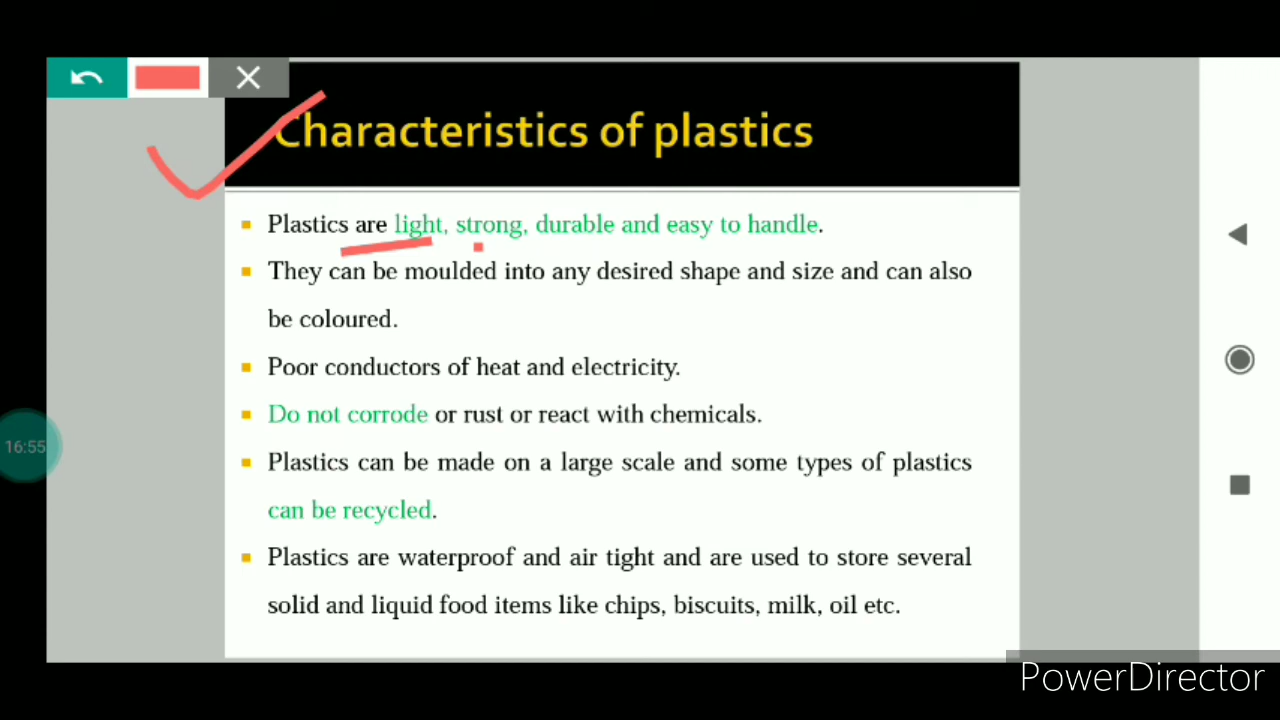 Characteristics of plastics
Plastics are light, strong, durable and easy to handle.
They can be moulded into any desired shape and size and can also
be coloured.
Poor conductors of heat and electricity.
Do not corrode or rust or react with chemicals.
16:55
Plastics can be made on a large scale and some types of plastics
can be recycled.
Plastics are waterproof and air tight and are used to store several
solid and liquid food items like chips, biscuits, milk, oil etc.
PowerDirector